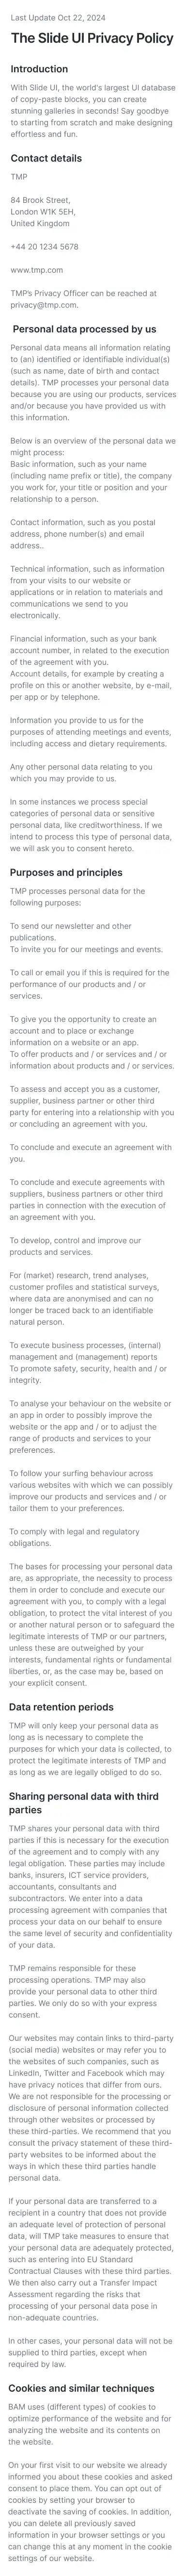 Last Update Oct 22, 2024
The Slide UI Privacy Policy
Introduction
With Slide UI, the world's largest UI database
of copy-paste blocks, you can create
stunning galleries in seconds! Say goodbye
to starting from scratch and make designing
effortless and fun.
Contact details
TMP
84 Brook Street,
London W1K 5EH,
United Kingdom
+44 20 1234 5678
www.tmp.com
TMP's Privacy Officer can be reached at
privacy@tmp.com.
Personal data processed by us
Personal data means all information relating
to (an) identified or identifiable individual(s)
(such as name, date of birth and contact
details). TMP processes your personal data
because you are using our products, services
and/or because you have provided us with
this information.
Below is an overview of the personal data we
might process:
Basic information, such as your name
(including name prefix or title), the company
you work for, your title or position and your
relationship to a person.
Contact information, such as you postal
address, phone number(s) and email
address..
Technical information, such as information
from your visits to our website or
applications or in relation to materials and
communications we send to you
electronically.
Financial information, such as your bank
account number, in related to the execution
of the agreement with you.
Account details, for example by creating a
profile on this or another website, by e-mail,
per app or by telephone.
Information you provide to us for the
purposes of attending meetings and events,
including access and dietary requirements.
Any other personal data relating to you
which you may provide to us.
In some instances we process special
categories of personal data or sensitive
personal data, like creditworthiness. If we
intend to process this type of personal data,
we will ask you to consent hereto.
Purposes and principles
TMP processes personal data for the
following purposes:
To send our newsletter and other
publications.
To invite you for our meetings and events.
To call or email you if this is required for the
performance of our products and / or
services.
To give you the opportunity to create an
account and to place or exchange
information on a website or an app.
To offer products and / or services and / or
information about products and / or services.
To assess and accept you as a customer,
supplier, business partner or other third
party for entering into a relationship with you
or concluding an agreement with you.
To conclude and execute an agreement with
you.
To conclude and execute agreements with
suppliers, business partners or other third
parties in connection with the execution of
an agreement with you.
To develop, control and improve our
products and services.
For (market) research, trend analyses,
customer profiles and statistical surveys,
where data are anonymised and can no
longer be traced back to an identifiable
natural person.
To execute business processes, (internal)
management and (management) reports
To promote safety, security, health and / or
integrity.
To analyse your behaviour on the website or
an app in order to possibly improve the
website or the app and / or to adjust the
range of products and services to your
preferences.
To follow your surfing behaviour across
various websites with which we can possibly
improve our products and services and / or
tailor them to your preferences.
To comply with legal and regulatory
obligations.
The bases for processing your personal data
are, as appropriate, the necessity to process
them in order to conclude and execute our
agreement with you, to comply with a legal
obligation, to protect the vital interest of you
or another natural person or to safeguard the
legitimate interests of TMP or our partners,
unless these are outweighed by your
interests, fundamental rights or fundamental
liberties, or, as the case may be, based on
your explicit consent.
Data retention periods
TMP will only keep your personal data as
long as is necessary to complete the
purposes for which your data is collected, to
protect the legitimate interests of TMP and
as long as we are legally obliged to do so.
Sharing personal data with third
parties
TMP shares your personal data with third
parties if this is necessary for the execution
of the agreement and to comply with any
legal obligation. These parties may include
banks, insurers, ICT service providers,
accountants, consultants and
subcontractors. We enter into a data
processing agreement with companies that
process your data on our behalf to ensure
the same level of security and confidentiality
of your data.
TMP remains responsible for these
processing operations. TMP may also
provide your personal data to other third
parties. We only do so with your express
consent.
Our websites may contain links to third-party
(social media) websites or may refer you to
the websites of such companies, such as
LinkedIn, Twitter and Facebook which may
have privacy notices that differ from ours.
We are not responsible for the processing or
disclosure of personal information collected
through other websites or processed by
these third-parties. We recommend that you
consult the privacy statement of these third-
party websites to be informed about the
ways in which these third parties handle
personal data.
If your personal data are transferred to a
recipient in a country that does not provide
an adequate level of protection of personal
data, will TMP take measures to ensure that
your personal data are adequately protected,
such as entering into EU Standard
Contractual Clauses with these third parties.
We then also carry out a Transfer Impact
Assessment regarding the risks that
processing of your personal data pose in
non-adequate countries.
In other cases, your personal data will not be
supplied to third parties, except when
required by law.
Cookies and similar techniques
BAM uses (different types) of cookies to
optimize performance of the website and for
analyzing the website and its contents on
the website.
On your first visit to our website we already
informed you about these cookies and asked
consent to place them. You can opt out of
cookies by setting your browser to
deactivate the saving of cookies. In addition,
you can delete all previously saved
information in your browser settings or you
can change this at any moment in the cookie
settings of our website.